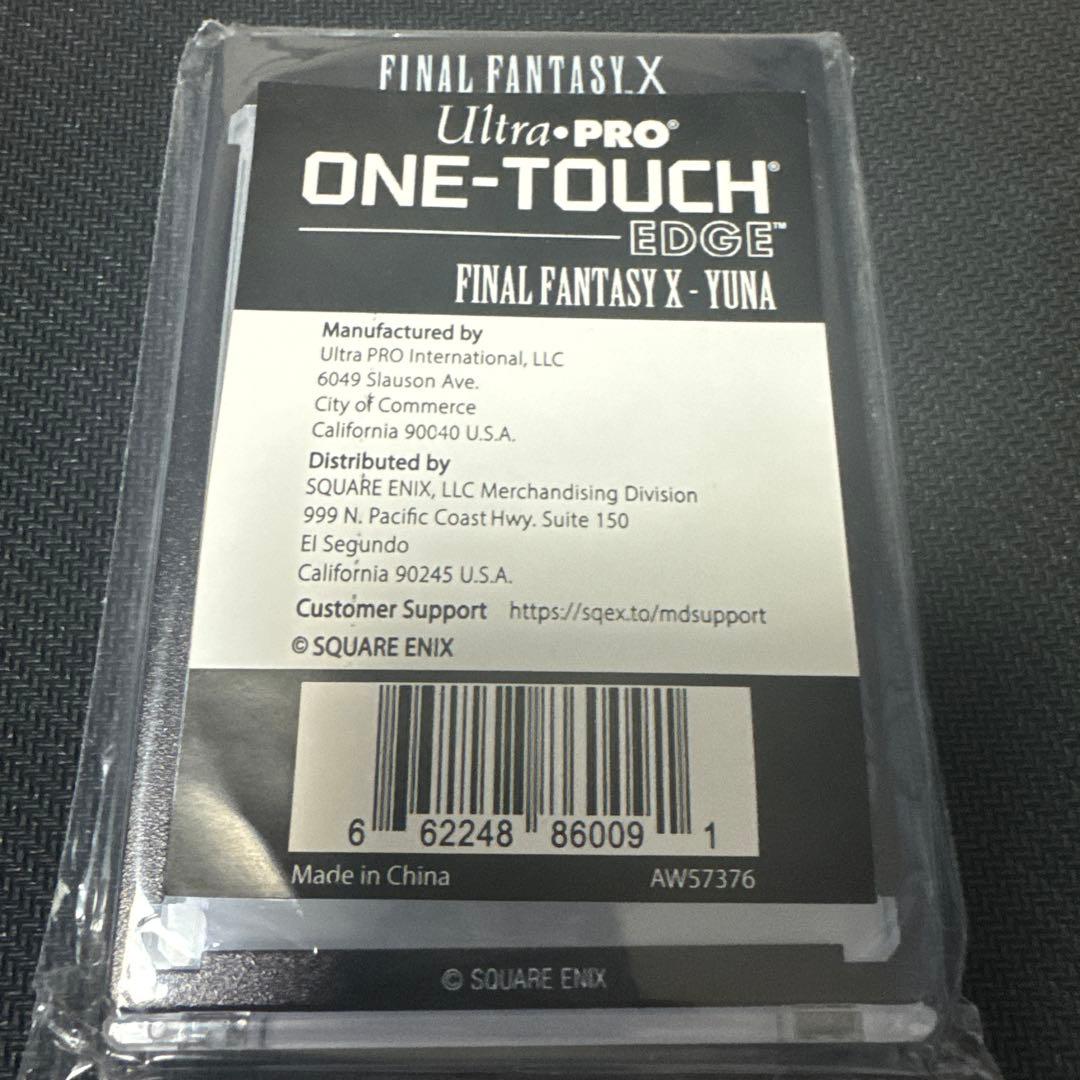 FINAL FANTASY X
Ultra•PRO®
ONE-TOUCH®
EDGE™
FINAL FANTASY X - YUNA
Manufactured by
Ultra PRO International, LLC
6049 Slauson Ave.
City of Commerce
California 90040 U.S.A.
Distributed by
SQUARE ENIX, LLC Merchandising Division
999 N. Pacific Coast Hwy. Suite 150
El Segundo
California 90245 U.S.A.
Customer Support https://sqex.to/mdsupport
© SQUARE ENIX
6 62248 86009 1
Made in China AW57376
© SQUARE ENIX